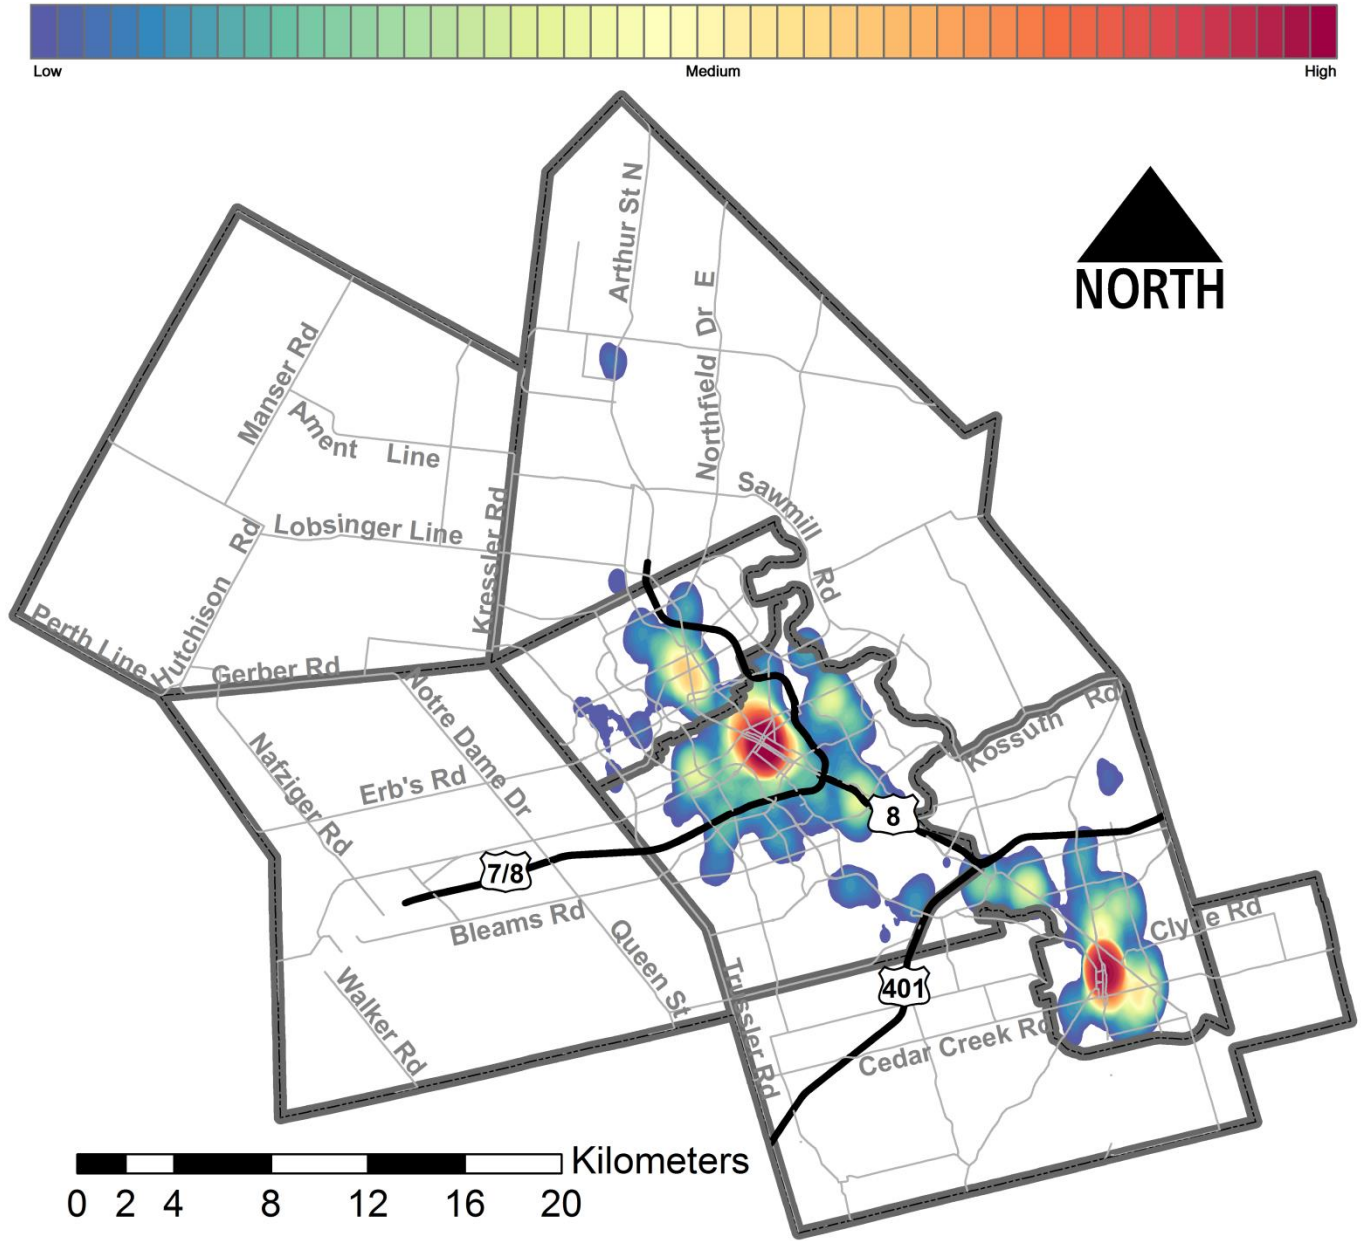 Low Medium High
NORTH
Arthur St N
Northfield Dr E
Manser Rd
Ament Line
Sawmill Rd
Lobsinger Line
Kressler Rd
Hutchison Rd
Perth Line
Gerber Rd
Notre Dame Dr
Kossuth Rd
Nafziger Rd
Erb's Rd
8
7/8
Bleams Rd
Clyde Rd
Queen St
Trussler Rd
401
Walker Rd
Cedar Creek Rd
Kilometers
0 2 4 8 12 16 20